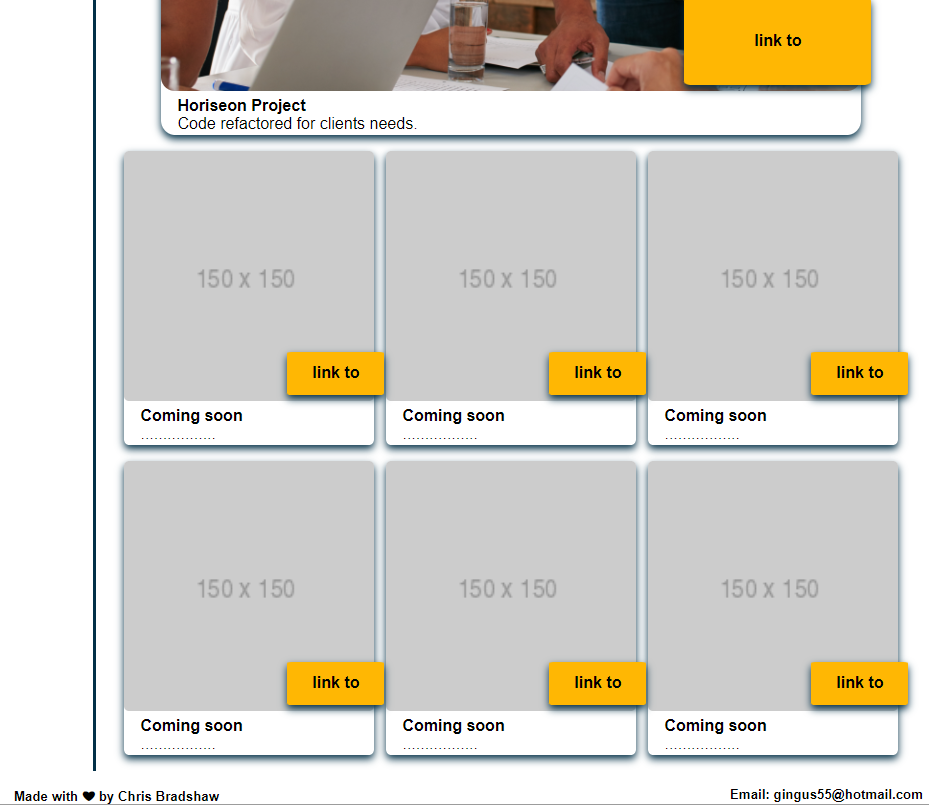 link to
Horiseon Project
Code refactored for clients needs.
150 x 150 150 x 150 150 x 150
link to link to link to
Coming soon Coming soon Coming soon
................. ................. .................
150 x 150 150 x 150 150 x 150
link to link to link to
Coming soon Coming soon Coming soon
................. ................. .................
Made with ♥ by Chris Bradshaw Email: gingus55@hotmail.com